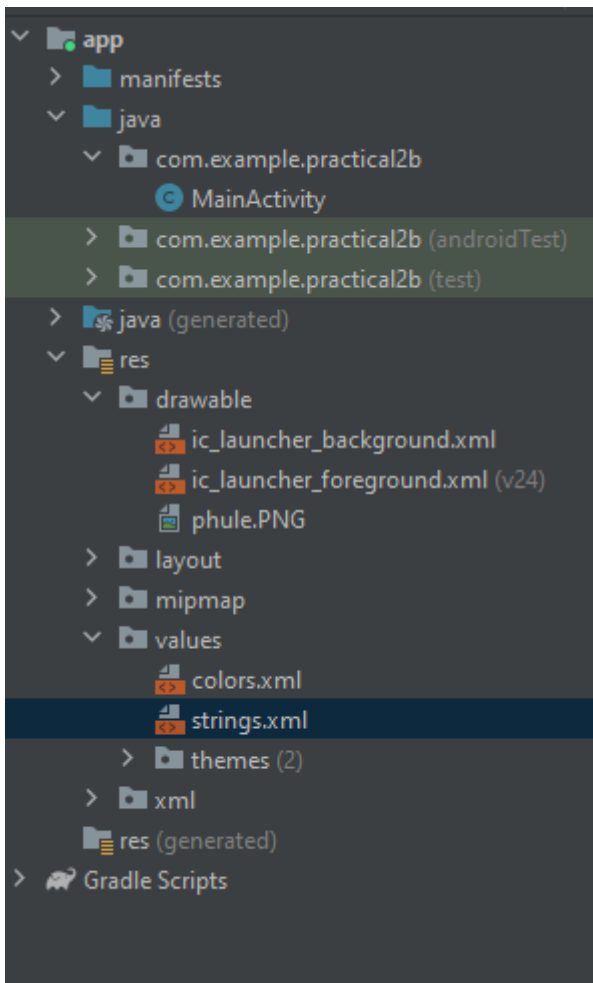 app
manifests
java
com.example.practical2b
MainActivity
com.example.practical2b (androidTest)
com.example.practical2b (test)
java (generated)
res
drawable
ic_launcher_background.xml
ic_launcher_foreground.xml (v24)
phule.PNG
layout
mipmap
values
colors.xml
strings.xml
themes (2)
xml
res (generated)
Gradle Scripts